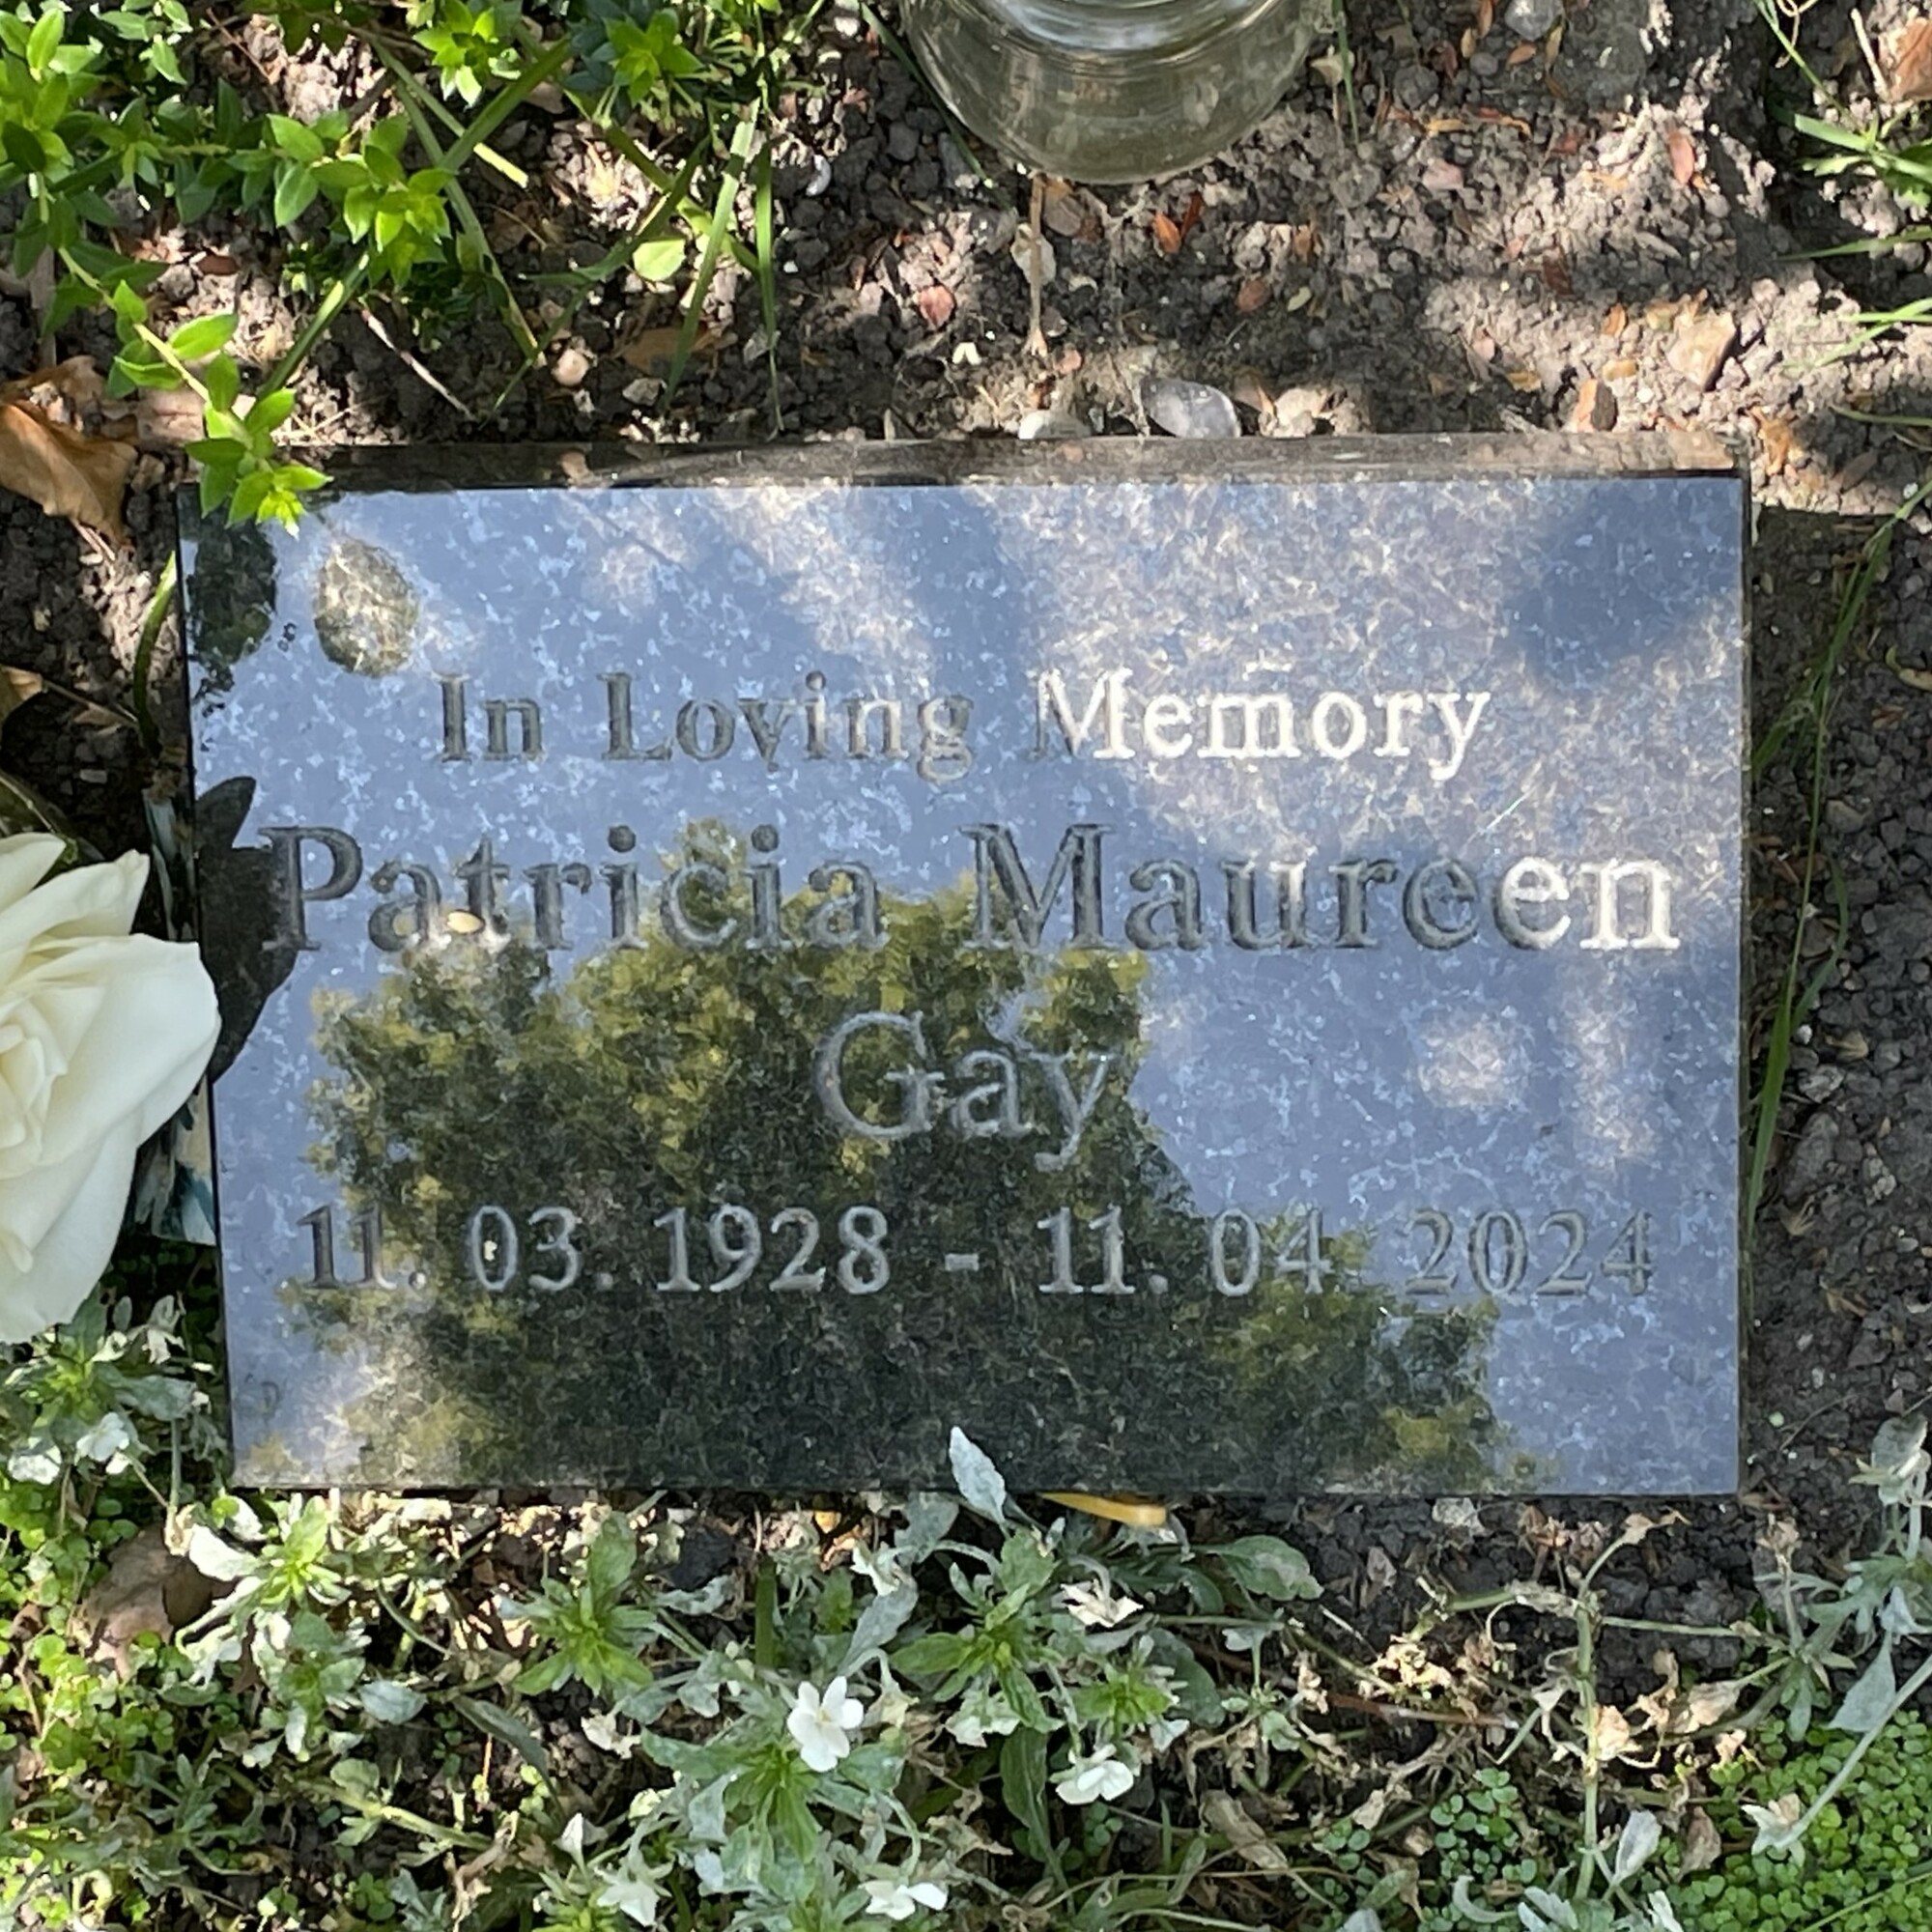 In Loving Memory
Patricia Maureen
Gay
11. 03. 1928 - 11. 04. 2024